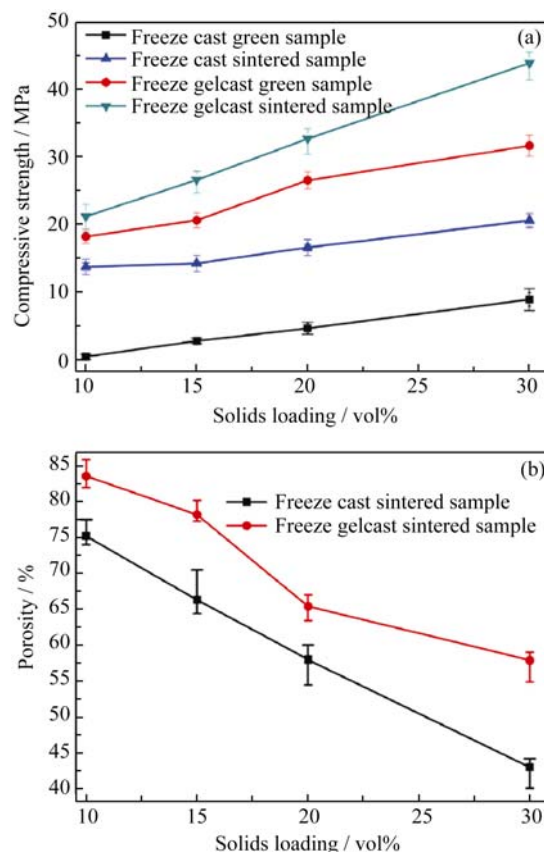 50
(a)
Freeze cast green sample
Freeze cast sintered sample
40
Freeze gelcast green sample
Freeze gelcast sintered sample
30
20
10
0
Compressive strength / MPa
10 15 20 25 30
Solids loading / vol%
85
(b)
80
Freeze cast sintered sample
Freeze gelcast sintered sample
75
70
65
60
55
50
45
40
Porosity / %
10 15 20 25 30
Solids loading / vol%